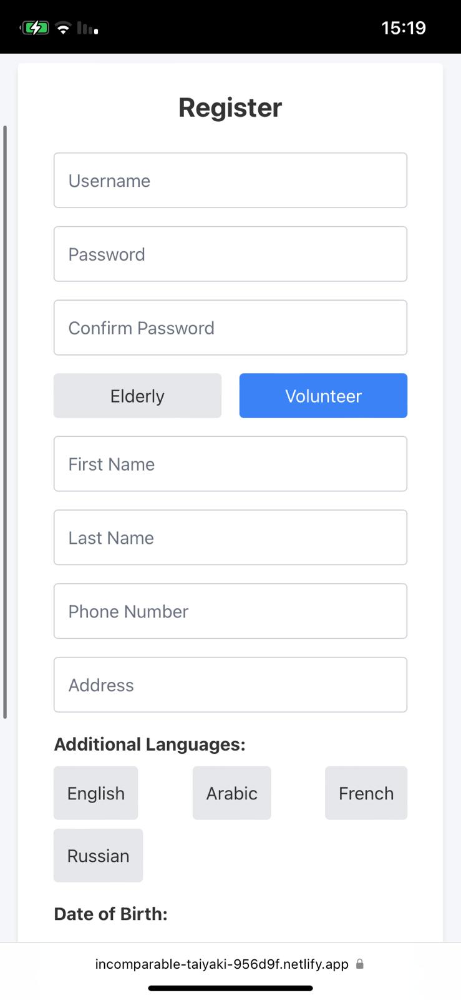 15:19
Register
Username
Password
Confirm Password
Elderly Volunteer
First Name
Last Name
Phone Number
Address
Additional Languages:
English Arabic French
Russian
Date of Birth:
incomparable-taiyaki-956d9f.netlify.app